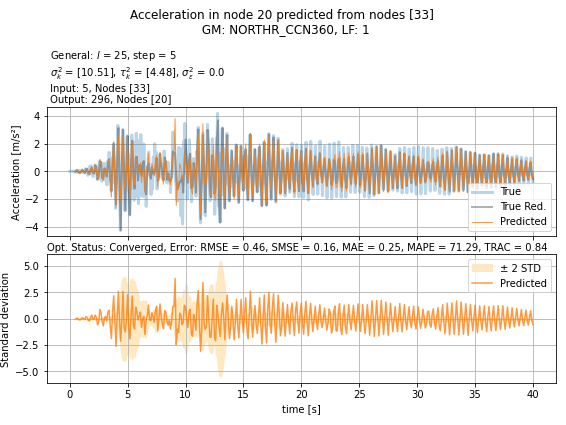 Acceleration in node 20 predicted from nodes [33]
GM: NORTHR_CCN360, LF: 1
General: l = 25, step = 5
σ²ₖ = [10.51], τ²ₖ = [4.48], σ²ε = 0.0
Input: 5, Nodes [33]
Output: 296, Nodes [20]
Acceleration [m/s²]
4
2
0
−2
−4
True
True Red.
Predicted
Opt. Status: Converged, Error: RMSE = 0.46, SMSE = 0.16, MAE = 0.25, MAPE = 71.29, TRAC = 0.84
Standard deviation
5.0
2.5
0.0
−2.5
−5.0
± 2 STD
Predicted
0 5 10 15 20 25 30 35 40
time [s]